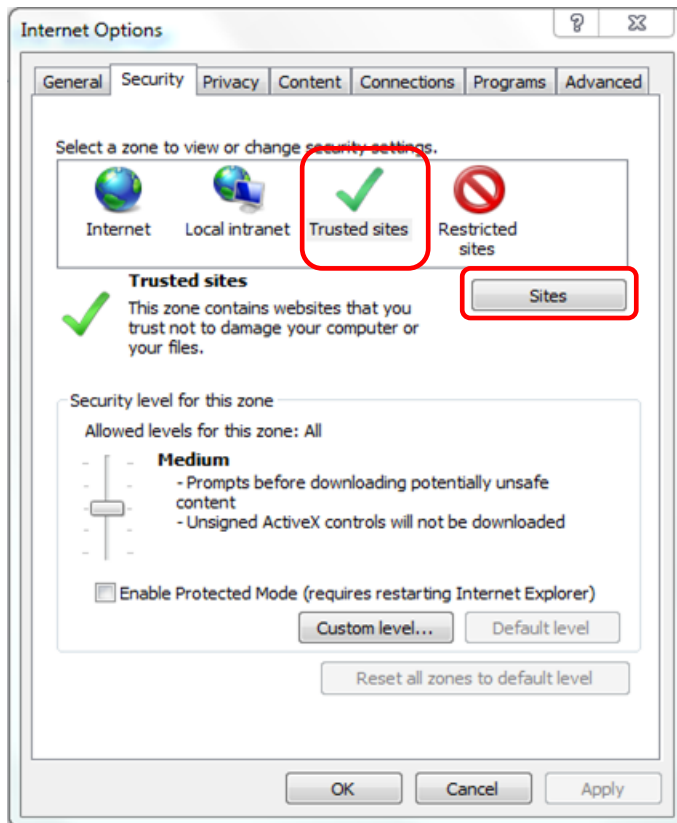 Internet Options
General Security Privacy Content Connections Programs Advanced
Select a zone to view or change security settings.
Internet Local intranet Trusted sites Restricted
sites
Trusted sites
Sites
This zone contains websites that you
trust not to damage your computer or
your files.
Security level for this zone
Allowed levels for this zone: All
Medium
- Prompts before downloading potentially unsafe
content
- Unsigned ActiveX controls will not be downloaded
Enable Protected Mode (requires restarting Internet Explorer)
Custom level... Default level
Reset all zones to default level
OK Cancel Apply